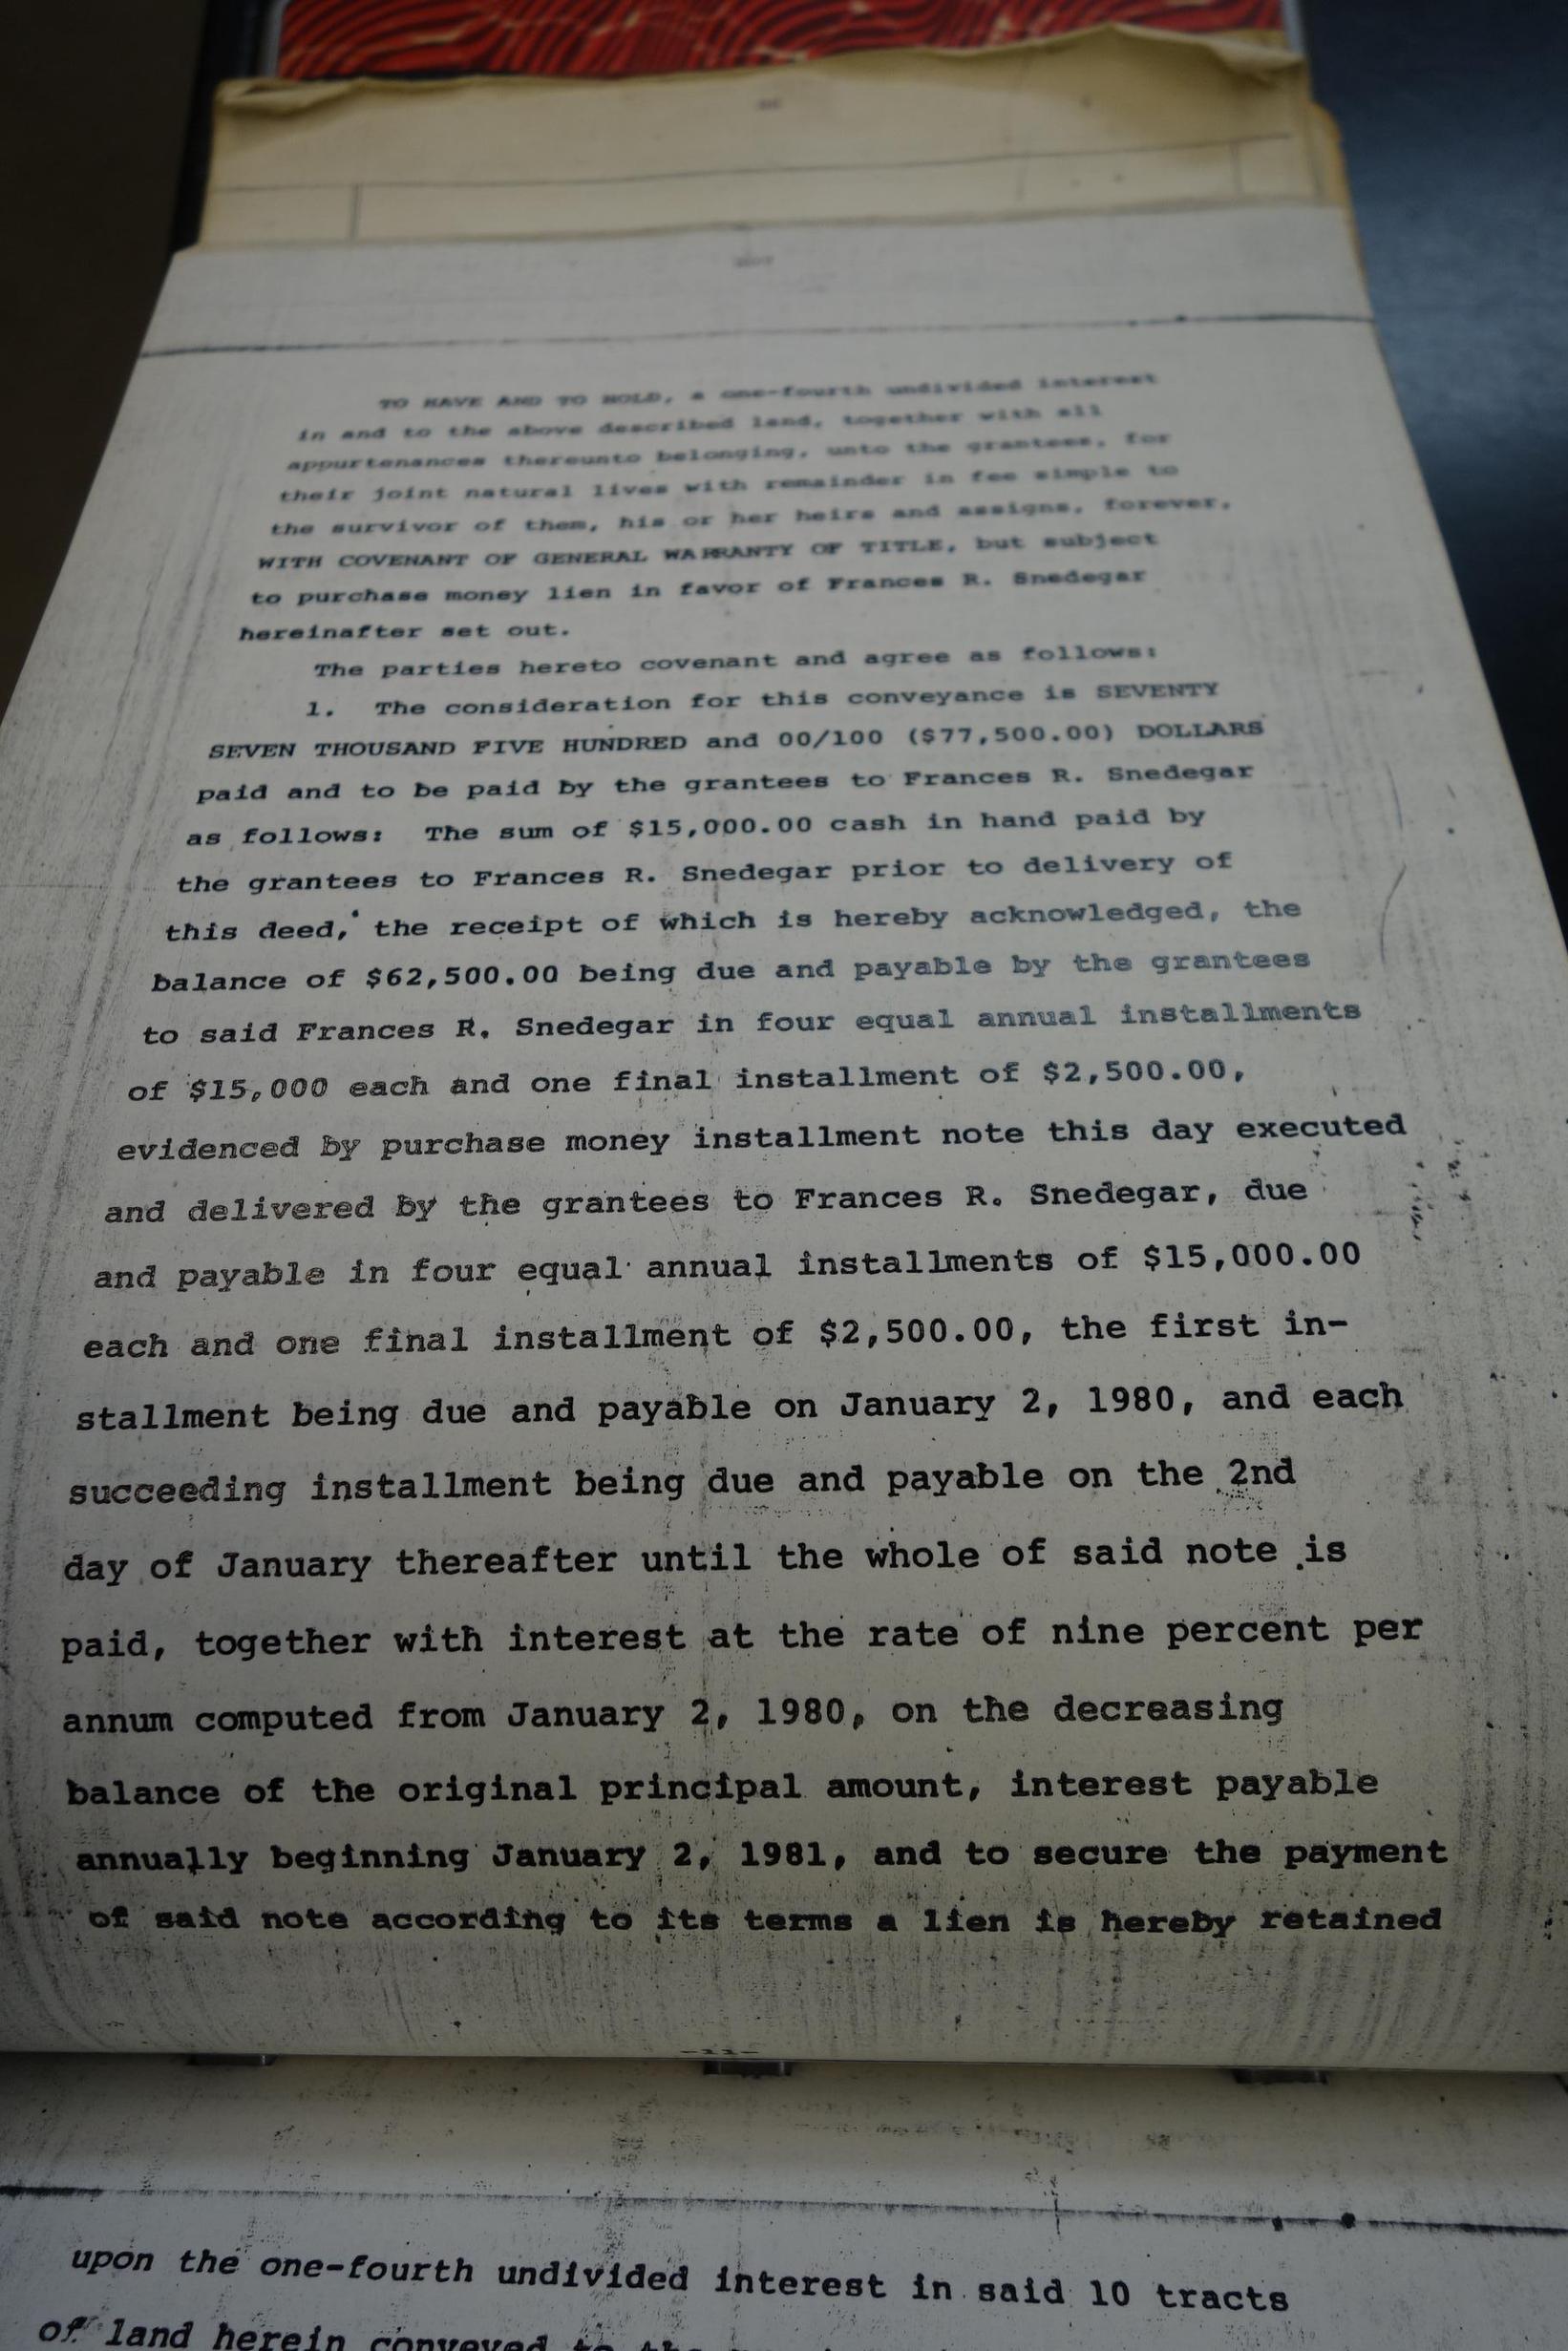 TO HAVE AND TO HOLD, a one-fourth undivided interest
in and to the above described land, together with all
appurtenances thereunto belonging, unto the grantees, for
their joint natural lives with remainder in fee simple to
the survivor of them, his or her heirs and assigns, forever,
WITH COVENANT OF GENERAL WARRANTY OF TITLE, but subject
to purchase money lien in favor of Frances R. Snedegar
hereinafter set out.
The parties hereto covenant and agree as follows:
1. The consideration for this conveyance is SEVENTY
SEVEN THOUSAND FIVE HUNDRED and 00/100 ($77,500.00) DOLLARS
paid and to be paid by the grantees to Frances R. Snedegar
as follows: The sum of $15,000.00 cash in hand paid by
the grantees to Frances R. Snedegar prior to delivery of
this deed, the receipt of which is hereby acknowledged, the
balance of $62,500.00 being due and payable by the grantees
to said Frances R. Snedegar in four equal annual installments
of $15,000 each and one final installment of $2,500.00,
evidenced by purchase money installment note this day executed
and delivered by the grantees to Frances R. Snedegar, due
and payable in four equal annual installments of $15,000.00
each and one final installment of $2,500.00, the first in-
stallment being due and payable on January 2, 1980, and each
succeeding installment being due and payable on the 2nd
day of January thereafter until the whole of said note is
paid, together with interest at the rate of nine percent per
annum computed from January 2, 1980, on the decreasing
balance of the original principal amount, interest payable
annually beginning January 2, 1981, and to secure the payment
of said note according to its terms a lien is hereby retained
-11-
upon the one-fourth undivided interest in said 10 tracts
of land herein conveyed to the